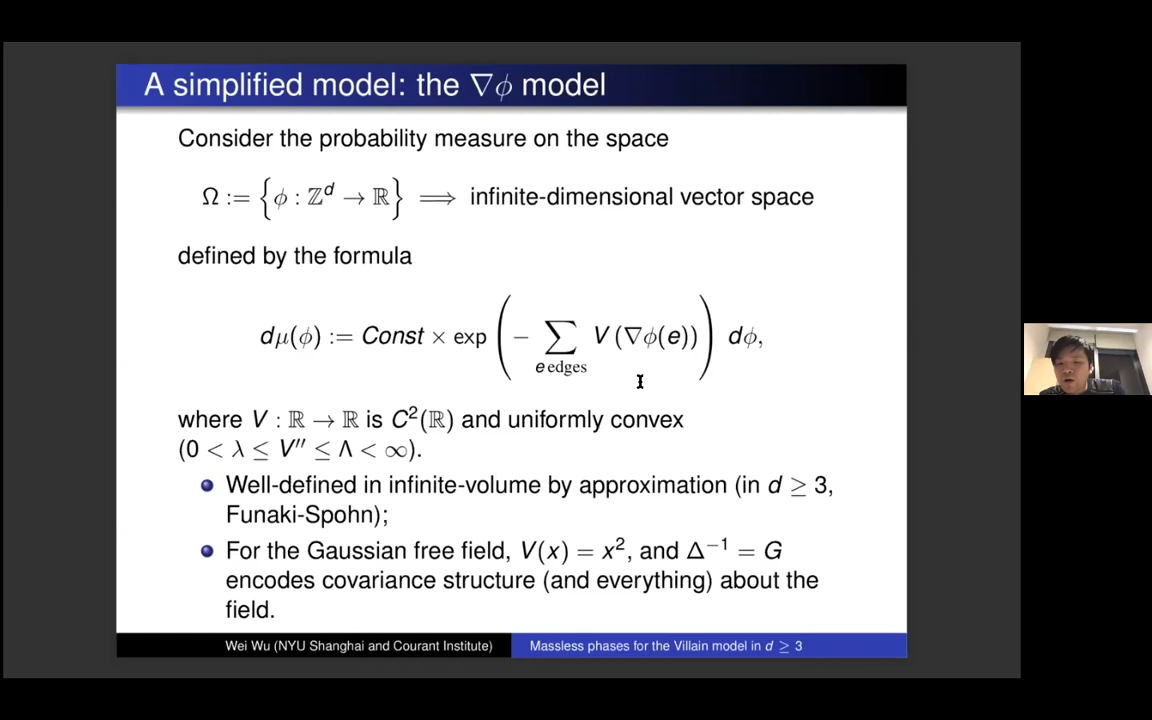 A simplified model: the ∇ϕ model
Consider the probability measure on the space
Ω := {ϕ : ℤ^d → ℝ} ⟹ infinite-dimensional vector space
defined by the formula
dμ(ϕ) := Const × exp ( − ∑_{e edges} V (∇ϕ(e)) ) dϕ,
where V : ℝ → ℝ is C²(ℝ) and uniformly convex
(0 < λ ≤ V″ ≤ Λ < ∞).
Well-defined in infinite-volume by approximation (in d ≥ 3,
Funaki-Spohn);
For the Gaussian free field, V(x) = x², and Δ⁻¹ = G
encodes covariance structure (and everything) about the
field.
Wei Wu (NYU Shanghai and Courant Institute)
Massless phases for the Villain model in d ≥ 3